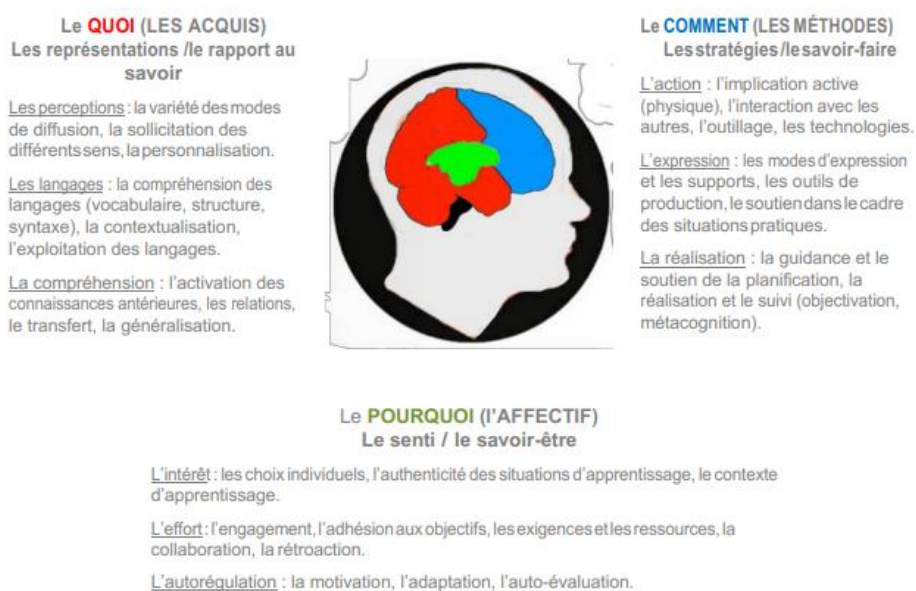 Le QUOI (LES ACQUIS)
Les représentations /le rapport au
savoir
Les perceptions : la variété des modes
de diffusion, la sollicitation des
différents sens, la personnalisation.
Les langages : la compréhension des
langages (vocabulaire, structure,
syntaxe), la contextualisation,
l'exploitation des langages.
La compréhension : l'activation des
connaissances antérieures, les relations,
le transfert, la généralisation.
Le COMMENT (LES MÉTHODES)
Les stratégies/le savoir-faire
L'action : l'implication active
(physique), l'interaction avec les
autres, l'outillage, les technologies.
L'expression : les modes d'expression
et les supports, les outils de
production, le soutien dans le cadre
des situations pratiques.
La réalisation : la guidance et le
soutien de la planification, la
réalisation et le suivi (objectivation,
métacognition).
Le POURQUOI (l'AFFECTIF)
Le senti / le savoir-être
L'intérêt : les choix individuels, l'authenticité des situations d'apprentissage, le contexte
d'apprentissage.
L'effort : l'engagement, l'adhésion aux objectifs, les exigences et les ressources, la
collaboration, la rétroaction.
L'autorégulation : la motivation, l'adaptation, l'auto-évaluation.